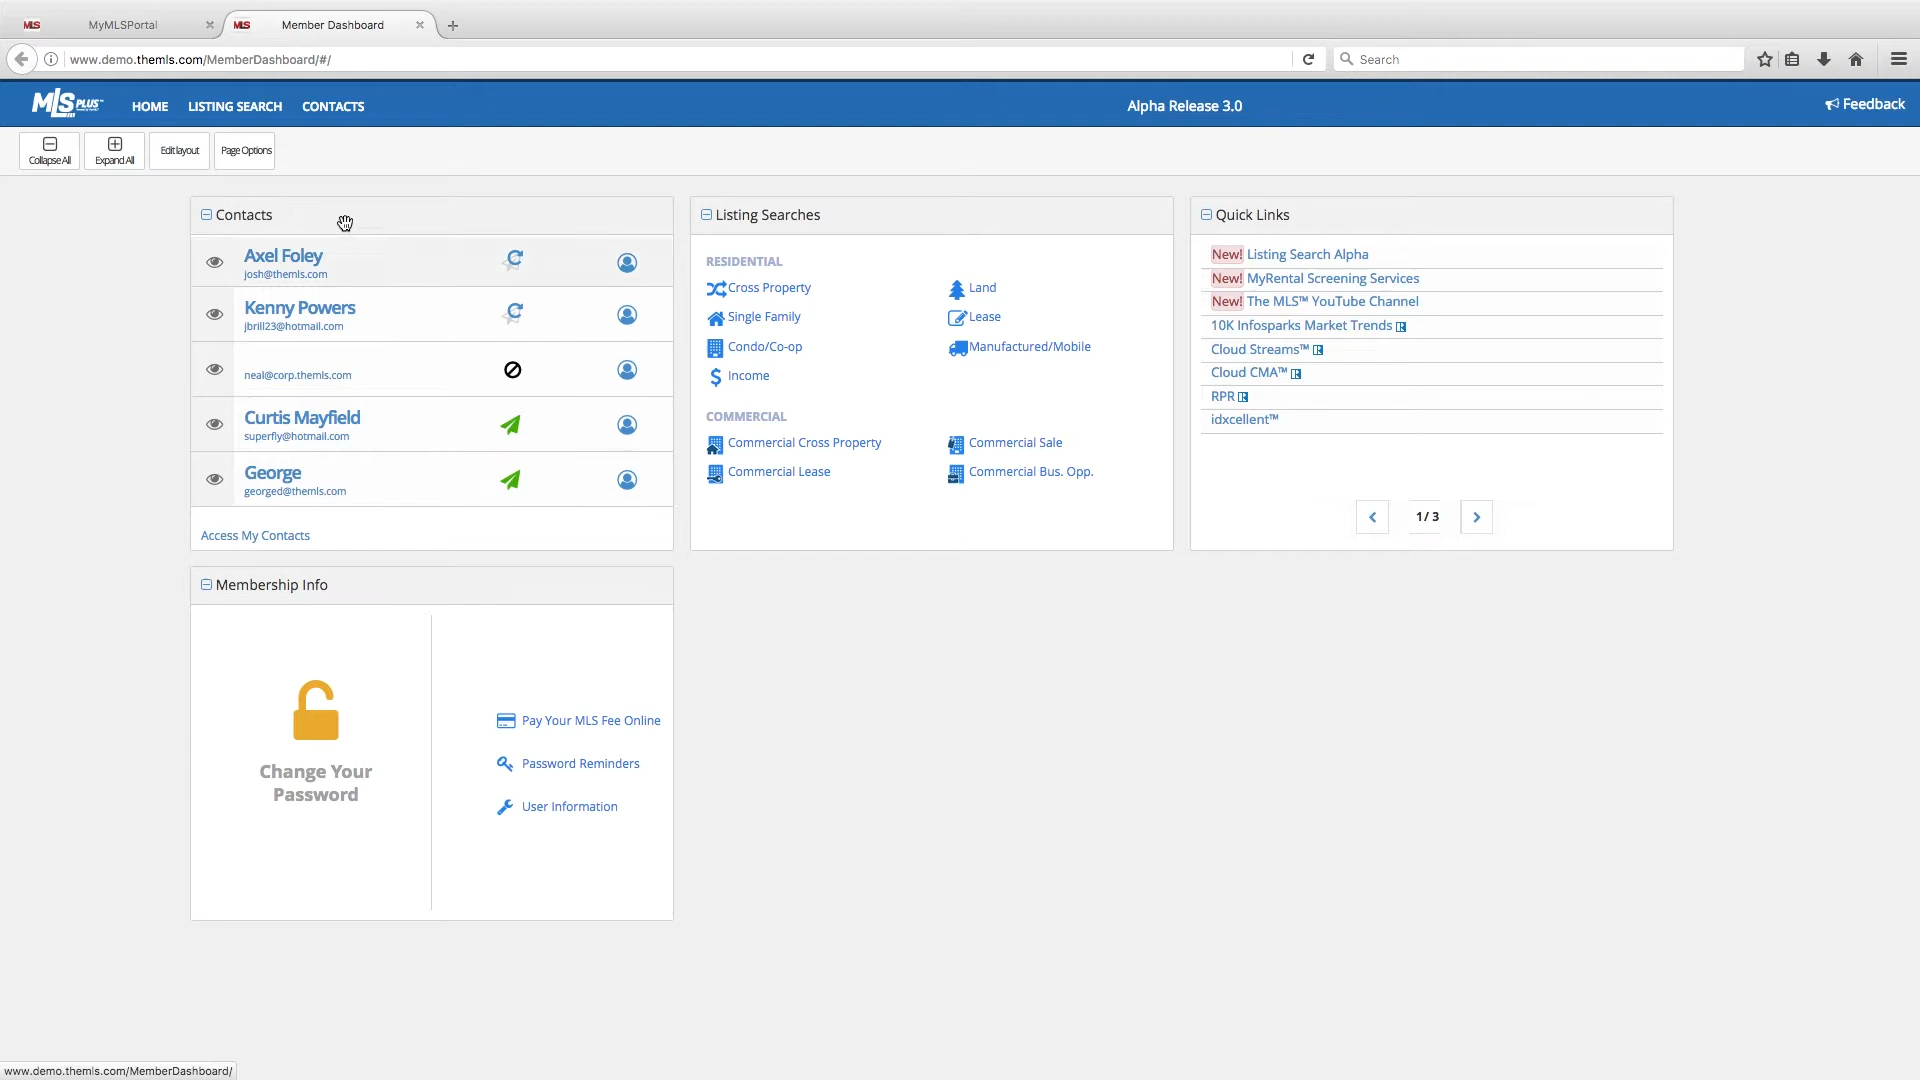 MLS MyMLSPortal
MLS Member Dashboard
www.demo.themls.com/MemberDashboard/#/
Search
MLS PLUS™ HOME LISTING SEARCH CONTACTS Alpha Release 3.0 Feedback
Collapse All Expand All Edit layout Page Options
Contacts
Axel Foley
josh@themls.com
Kenny Powers
jbrill23@hotmail.com
neal@corp.themls.com
Curtis Mayfield
superfly@hotmail.com
George
georged@themls.com
Access My Contacts
Listing Searches
RESIDENTIAL
Cross Property Land
Single Family Lease
Condo/Co-op Manufactured/Mobile
Income
COMMERCIAL
Commercial Cross Property Commercial Sale
Commercial Lease Commercial Bus. Opp.
Quick Links
New! Listing Search Alpha
New! MyRental Screening Services
New! The MLS™ YouTube Channel
10K Infosparks Market Trends
Cloud Streams™
Cloud CMA™
RPR
idxcellent™
1 / 3
Membership Info
Change Your
Password
Pay Your MLS Fee Online
Password Reminders
User Information
www.demo.themls.com/MemberDashboard/